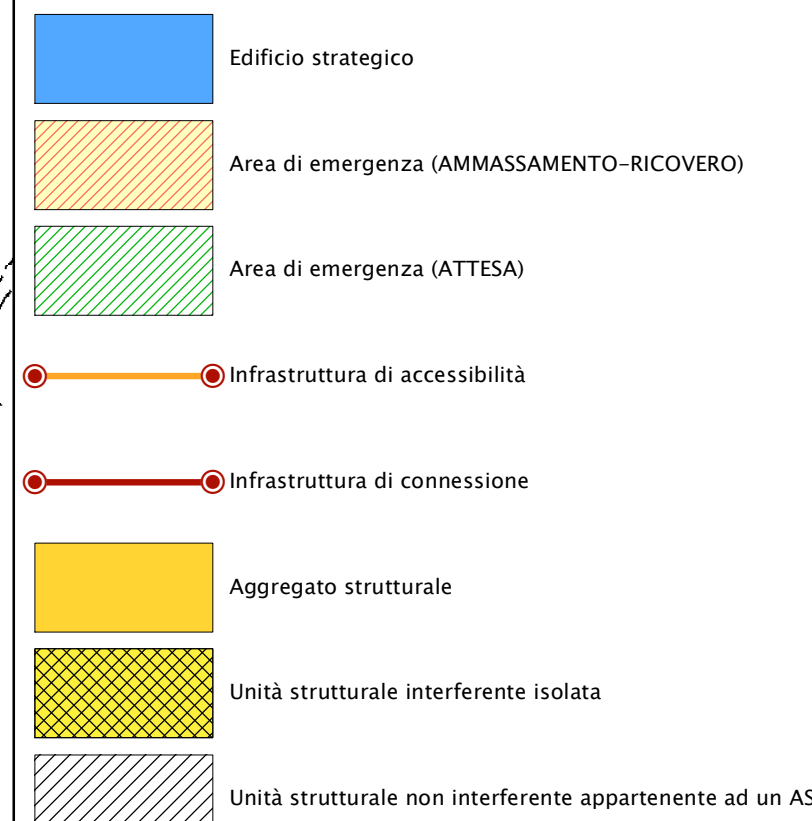 Edificio strategico
Area di emergenza (AMMASSAMENTO-RICOVERO)
Area di emergenza (ATTESA)
Infrastruttura di accessibilità
Infrastruttura di connessione
Aggregato strutturale
Unità strutturale interferente isolata
Unità strutturale non interferente appartenente ad un AS